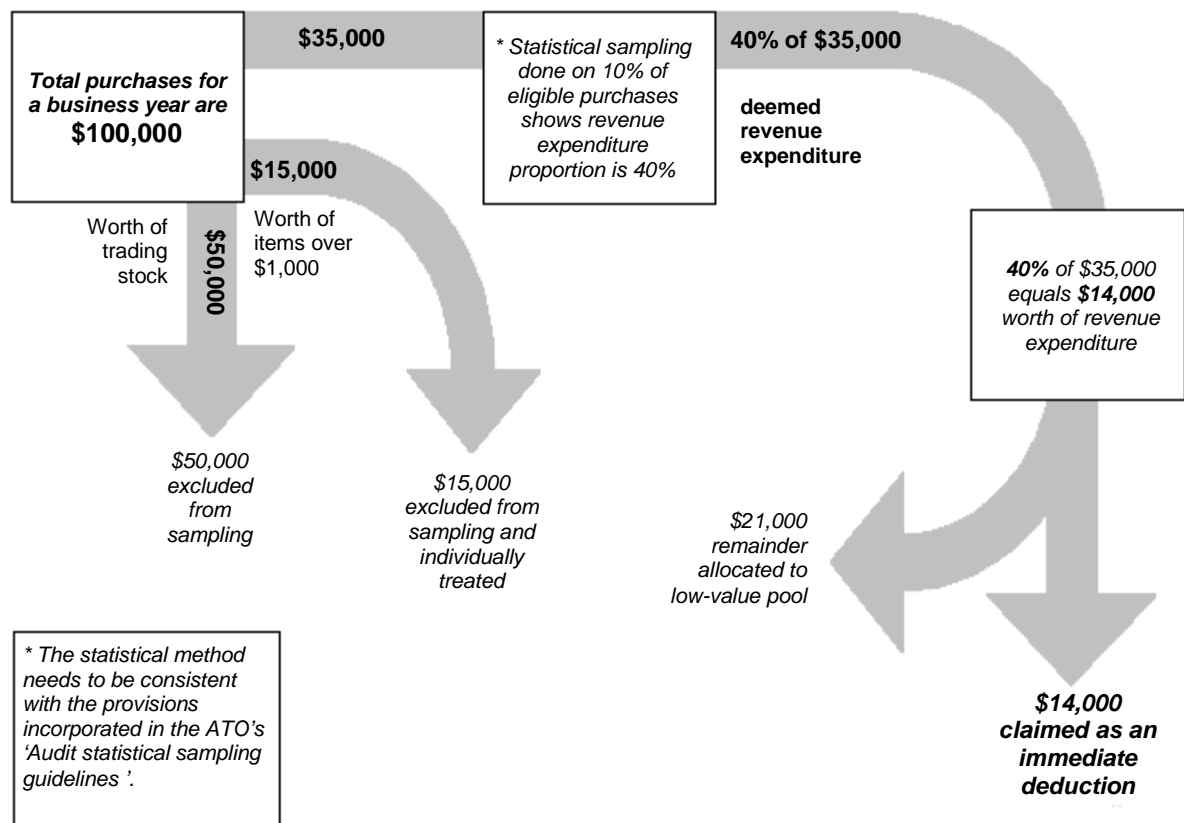 Total purchases for
a business year are
$100,000
$35,000
* Statistical sampling
done on 10% of
eligible purchases
shows revenue
expenditure
proportion is 40%
40% of $35,000
deemed
revenue
expenditure
$15,000
Worth of
items over
$1,000
Worth of
trading
stock
$50,000
40% of $35,000
equals $14,000
worth of revenue
expenditure
$50,000
excluded
from
sampling
$15,000
excluded from
sampling and
individually
treated
$21,000
remainder
allocated to
low-value pool
* The statistical method
needs to be consistent
with the provisions
incorporated in the ATO's
‘Audit statistical sampling
guidelines ’.
$14,000
claimed as an
immediate
deduction